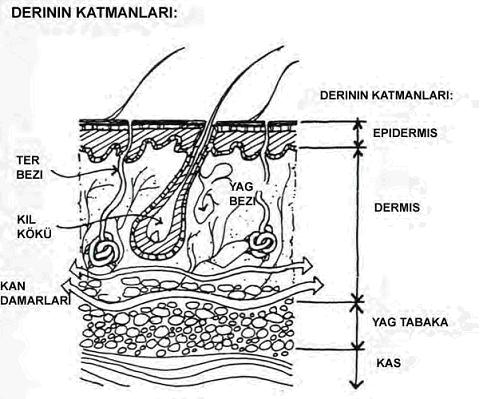 DERININ KATMANLARI:
DERININ KATMANLARI:
EPIDERMIS
TER
BEZI
YAG
BEZI
KIL
KÖKÜ
DERMIS
KAN
DAMARLARI
YAG TABAKA
KAS